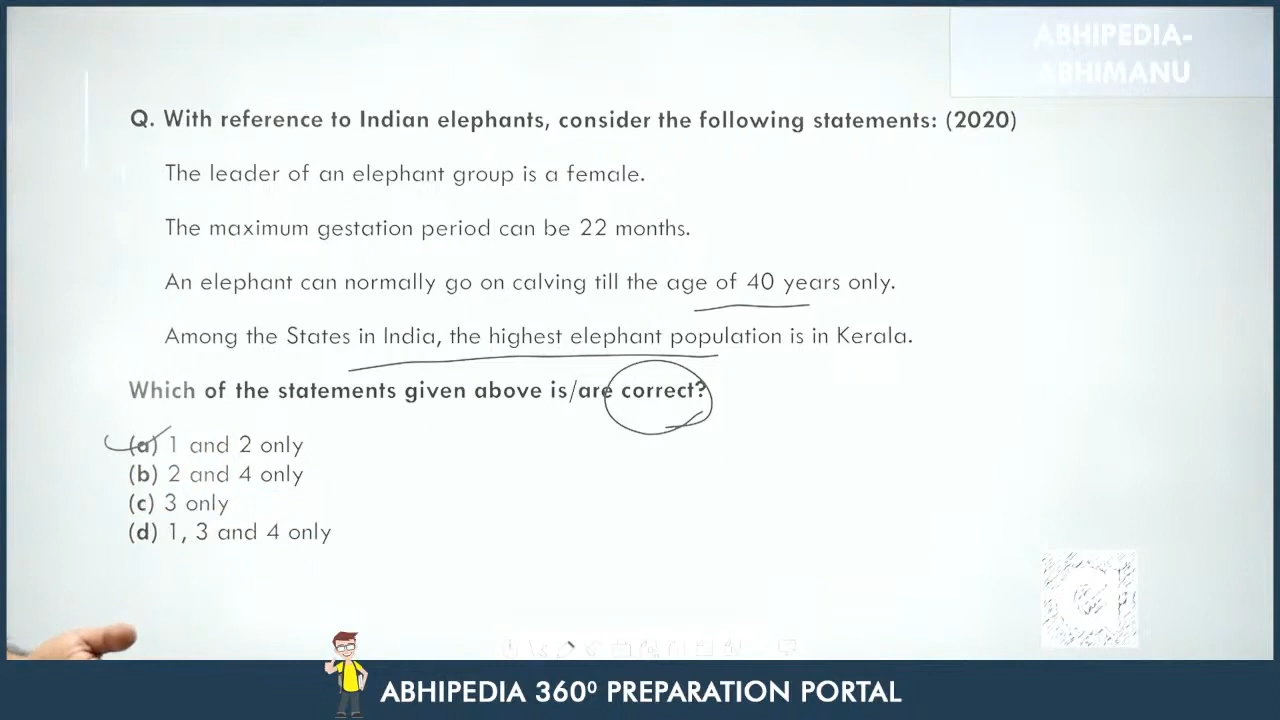 ABHIPEDIA-
ABHIMANU
Q. With reference to Indian elephants, consider the following statements: (2020)
The leader of an elephant group is a female.
The maximum gestation period can be 22 months.
An elephant can normally go on calving till the age of 40 years only.
Among the States in India, the highest elephant population is in Kerala.
Which of the statements given above is/are correct?
(a) 1 and 2 only
(b) 2 and 4 only
(c) 3 only
(d) 1, 3 and 4 only
ABHIPEDIA 360⁰ PREPARATION PORTAL